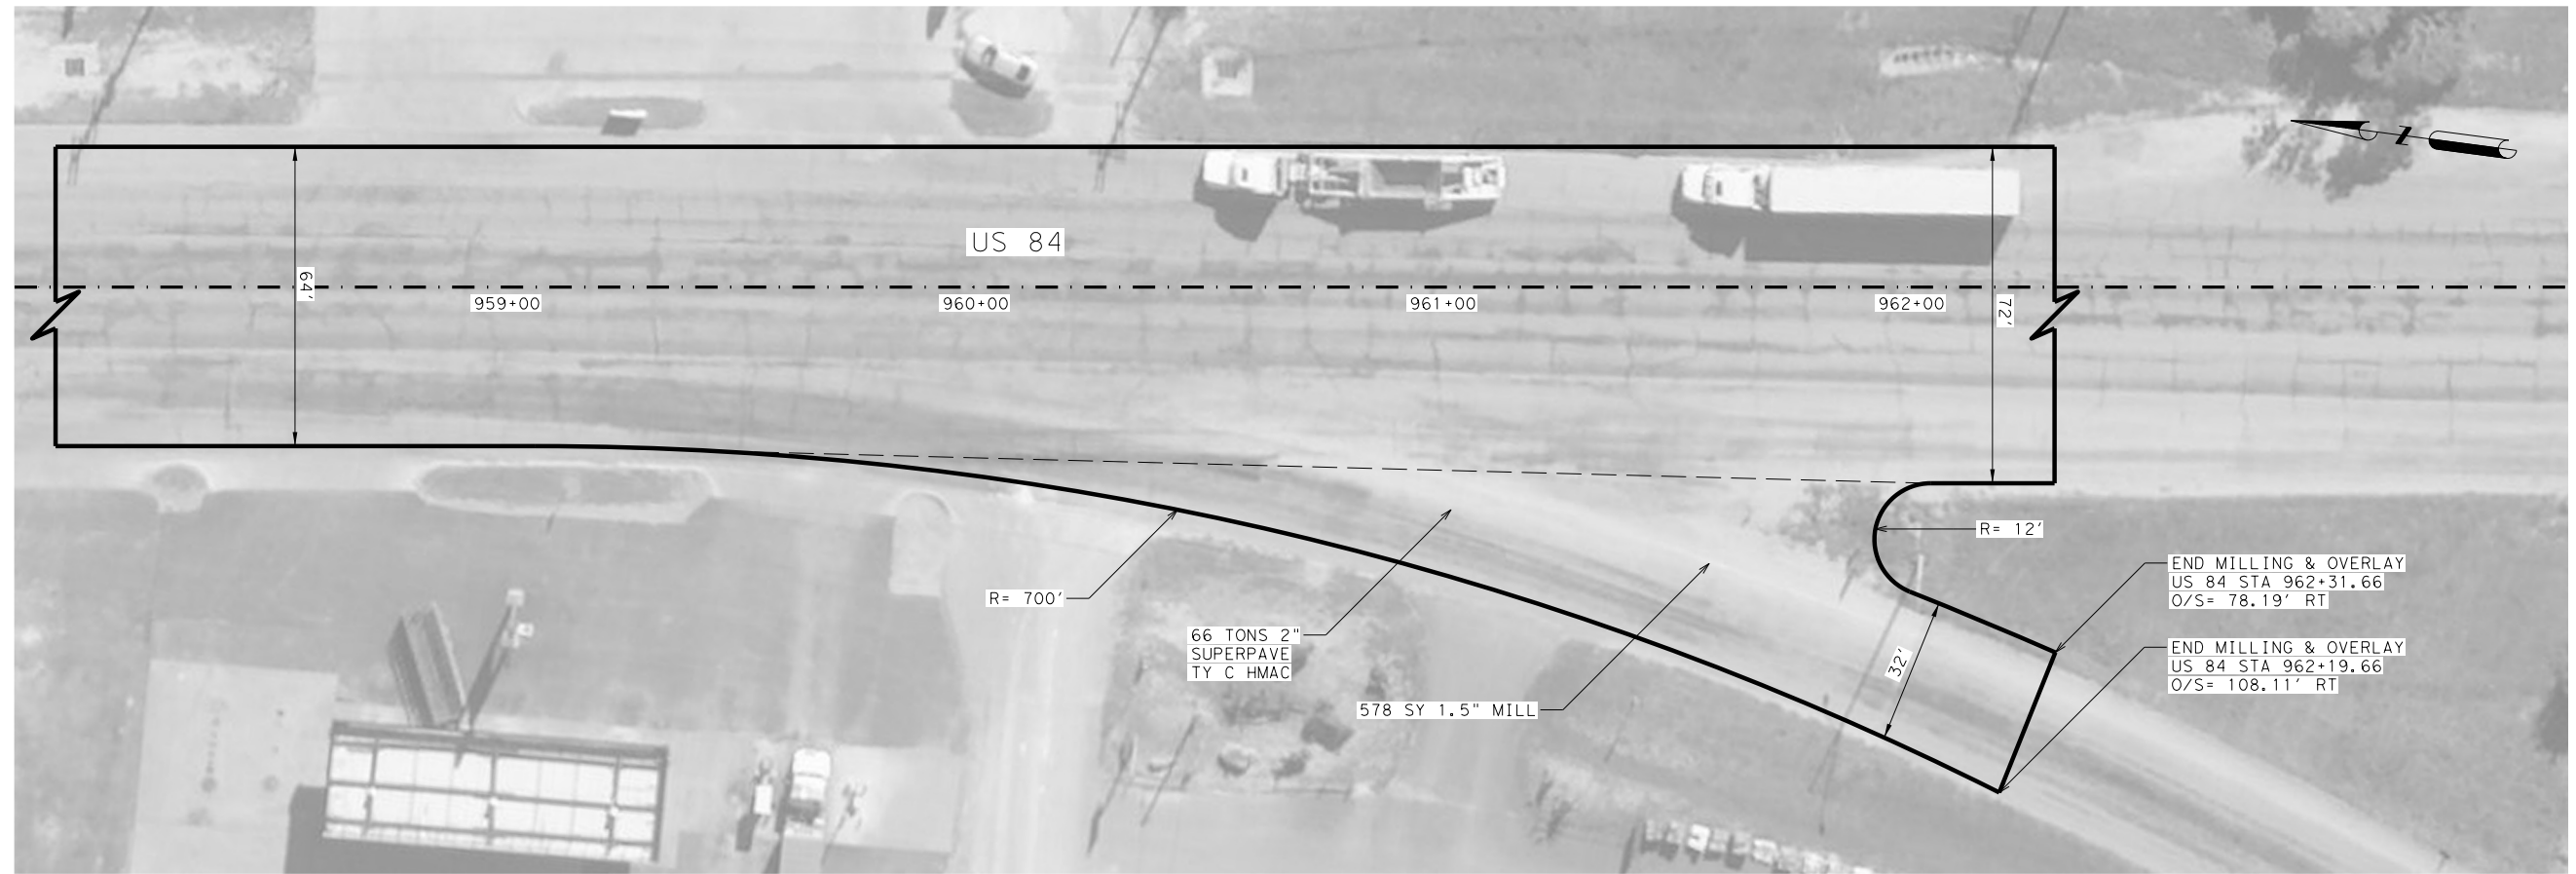 Z
US 84
64'
959+00
960+00
961+00
962+00
72'
R= 12'
END MILLING & OVERLAY
US 84 STA 962+31.66
O/S= 78.19' RT
R= 700'
66 TONS 2"
SUPERPAVE
TY C HMAC
END MILLING & OVERLAY
US 84 STA 962+19.66
O/S= 108.11' RT
32'
578 SY 1.5" MILL